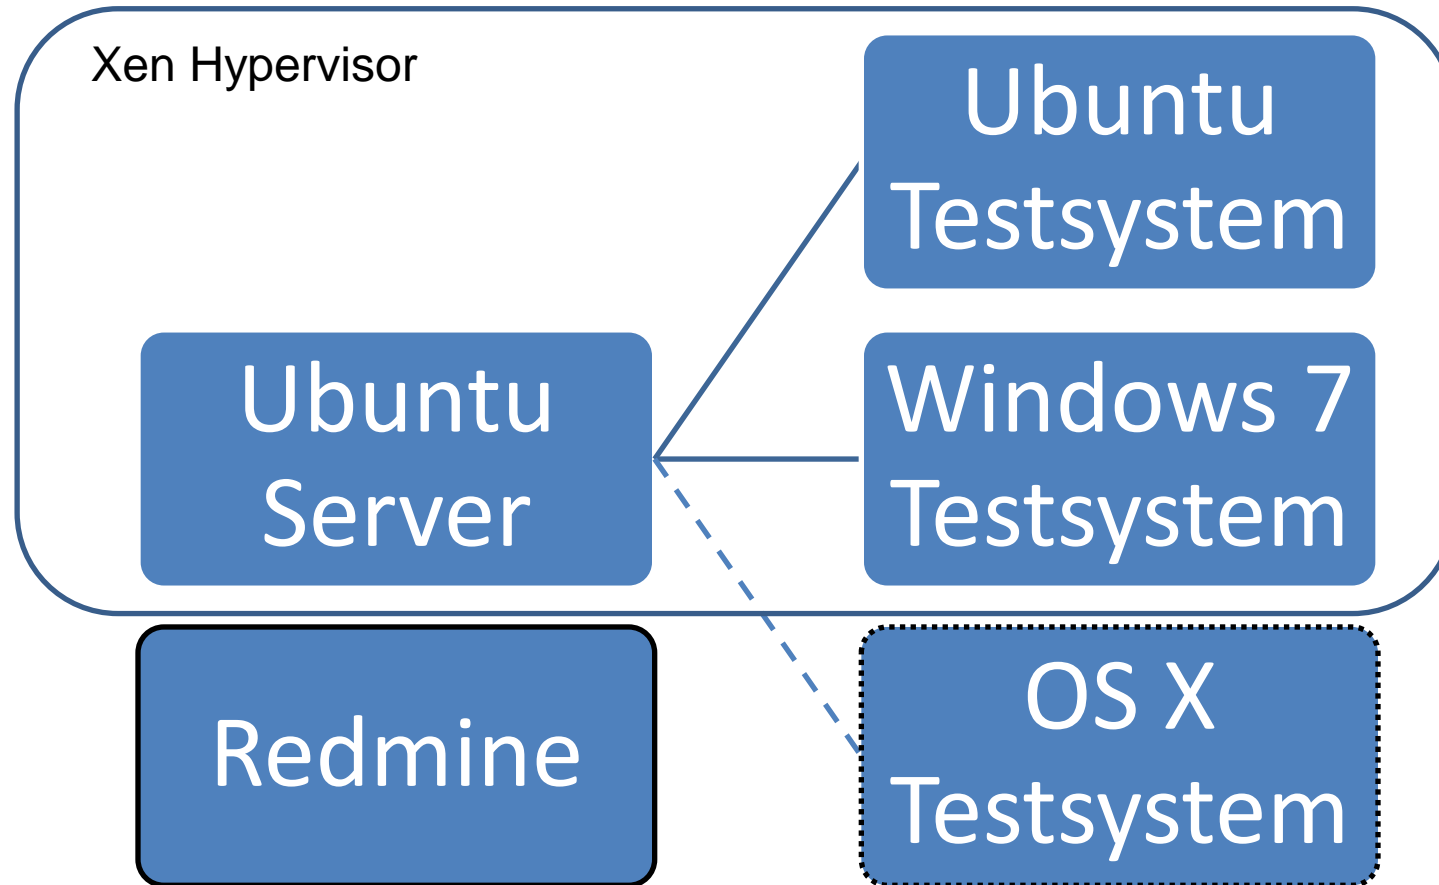 Xen Hypervisor
Ubuntu
Testsystem
Ubuntu
Server
Windows 7
Testsystem
Redmine
OS X
Testsystem